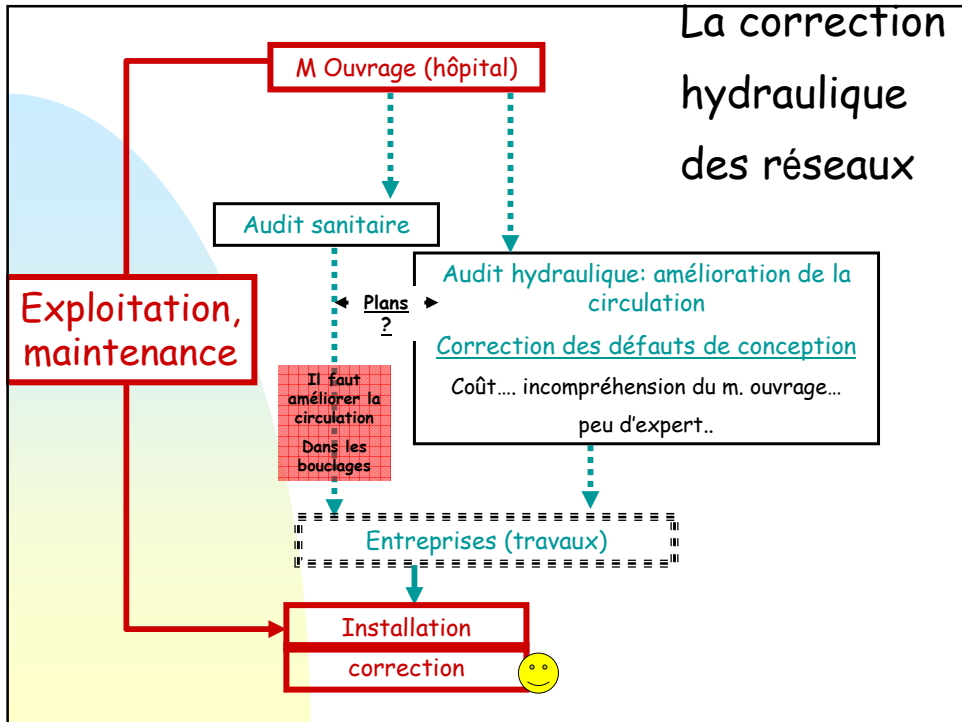 La correction
hydraulique
des réseaux
M Ouvrage (hôpital)
Audit sanitaire
Audit hydraulique: amélioration de la
circulation
Correction des défauts de conception
Coût.... incompréhension du m. ouvrage...
peu d'expert..
Plans
?
Exploitation,
maintenance
Il faut
améliorer la
circulation
Dans les
bouclages
Entreprises (travaux)
Installation
correction